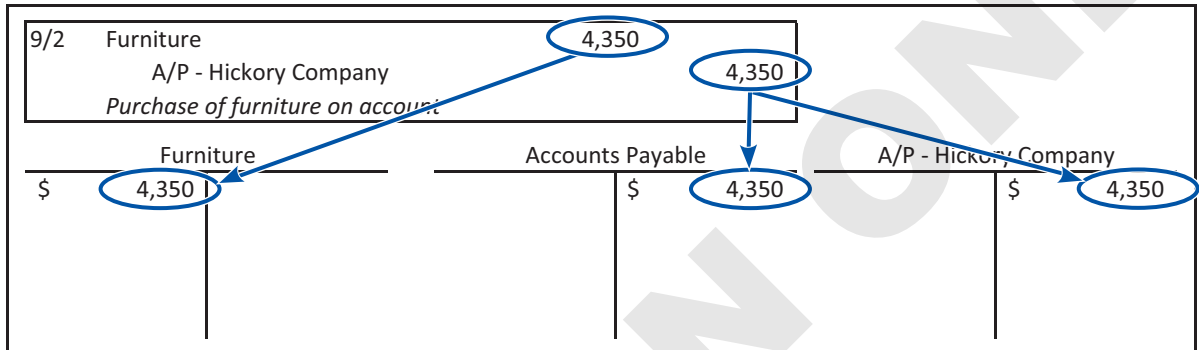 9/2 Furniture 4,350
A/P - Hickory Company 4,350
Purchase of furniture on account
Furniture Accounts Payable A/P - Hickory Company
$ 4,350 $ 4,350 $ 4,350